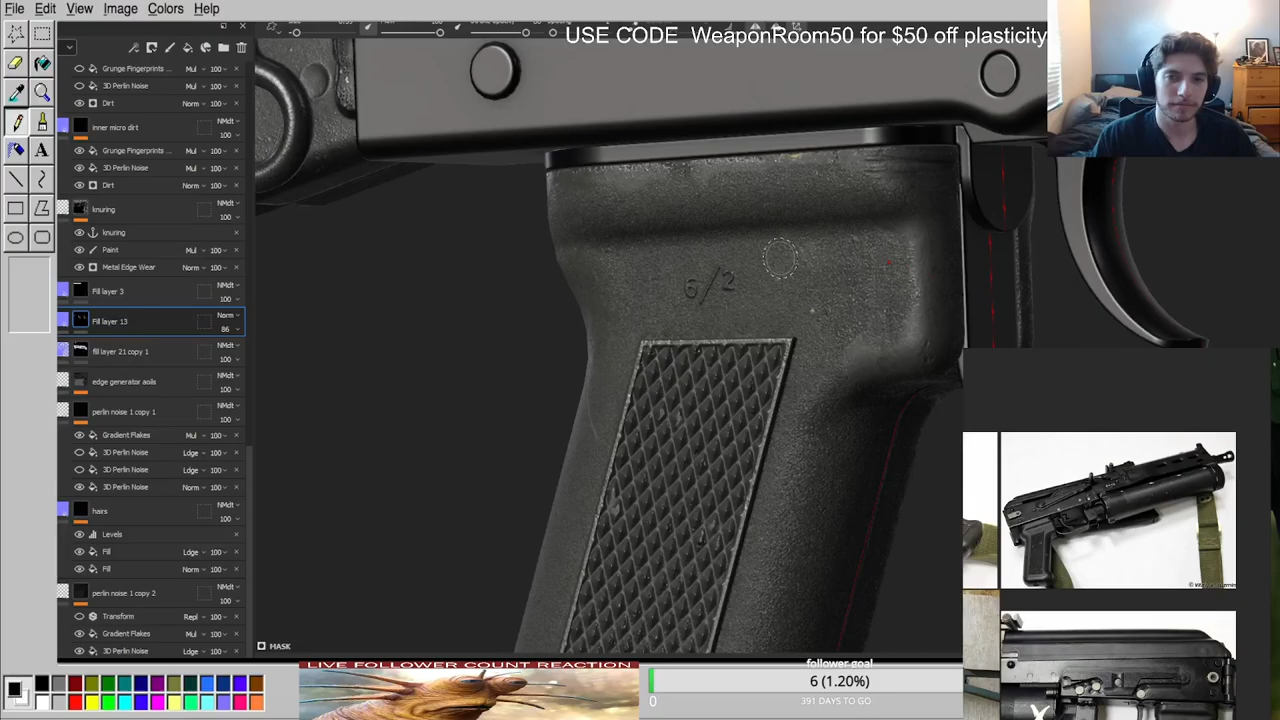 File Edit View Image Colors Help
USE CODE WeaponRoom50 for $50 off plasticity
Grunge Fingerprints ... Mul 100
3D Perlin Noise Mul 100
Dirt Norm 100
inner micro dirt NMdt 100
Grunge Fingerprints ... Mul 100
3D Perlin Noise Mul 100
Dirt Norm 100
knuring NMdt 100
knuring
Paint Mul 100
Metal Edge Wear Norm 100
Fill layer 3 NMdt 100
Fill layer 13 Norm 86
fill layer 21 copy 1 NMdt 100
edge generator aoils NMdt 100
perlin noise 1 copy 1 NMdt 100
Gradient Flakes Mul 100
3D Perlin Noise Ldge 100
3D Perlin Noise Ldge 100
3D Perlin Noise Norm 100
hairs NMdt 100
Levels
Fill Ldge 100
Fill Norm 100
perlin noise 1 copy 2 NMdt 100
Transform Repl 100
Gradient Flakes Mul 100
3D Perlin Noise Ldge 100
6/2
MASK
LIVE FOLLOWER COUNT REACTION
follower goal
6 (1.20%)
0
391 DAYS TO GO